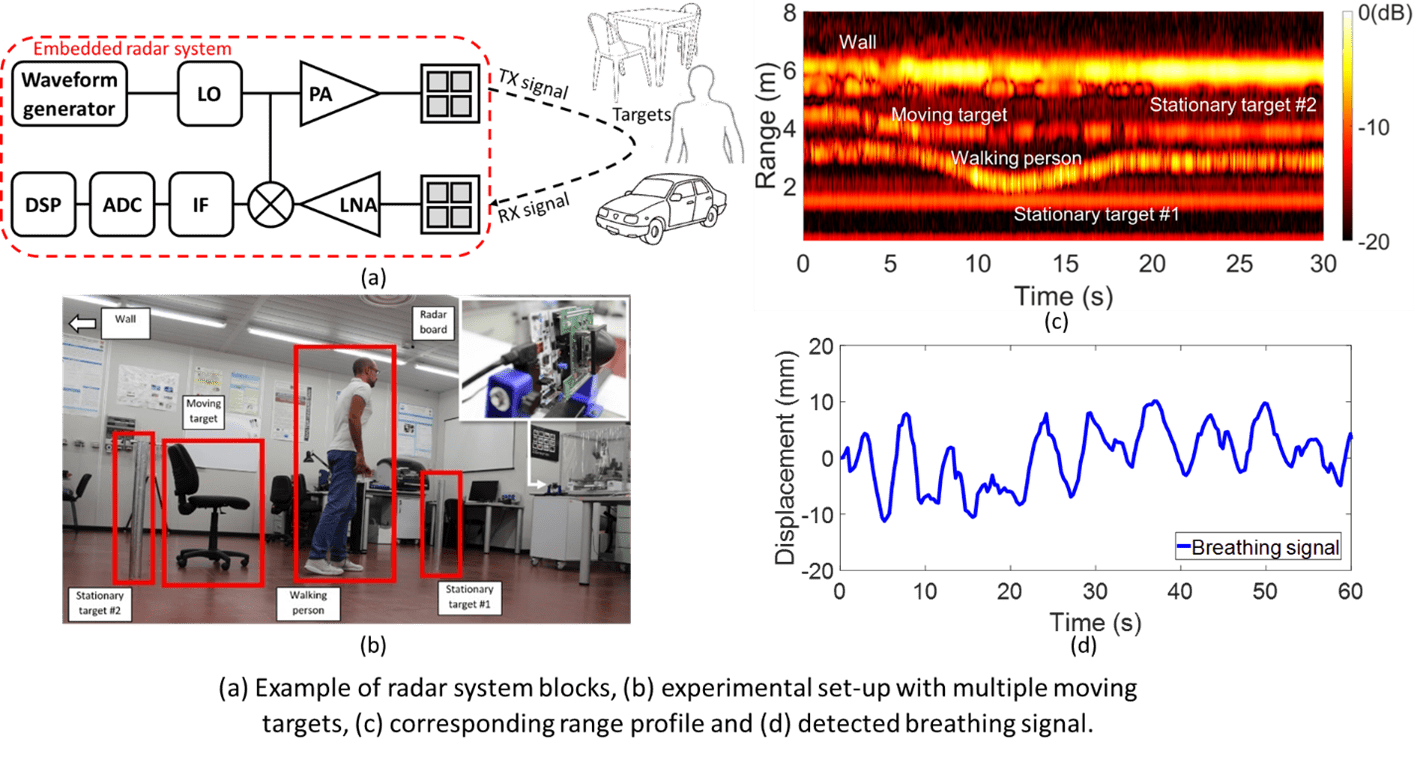 Embedded radar system
Waveform
generator
LO
PA
TX signal
Targets
DSP
ADC
IF
LNA
RX signal
(a)
Wall
Radar
board
Moving
target
Stationary
target #2
Walking
person
Stationary
target #1
(b)
8
6
4
2
Range (m)
Wall
Moving target
Stationary target #2
Walking person
Stationary target #1
0 5 10 15 20 25 30
Time (s)
0(dB)
-10
-20
(c)
20
10
0
-10
-20
Displacement (mm)
Breathing signal
0 10 20 30 40 50 60
Time (s)
(d)
(a) Example of radar system blocks, (b) experimental set-up with multiple moving
targets, (c) corresponding range profile and (d) detected breathing signal.